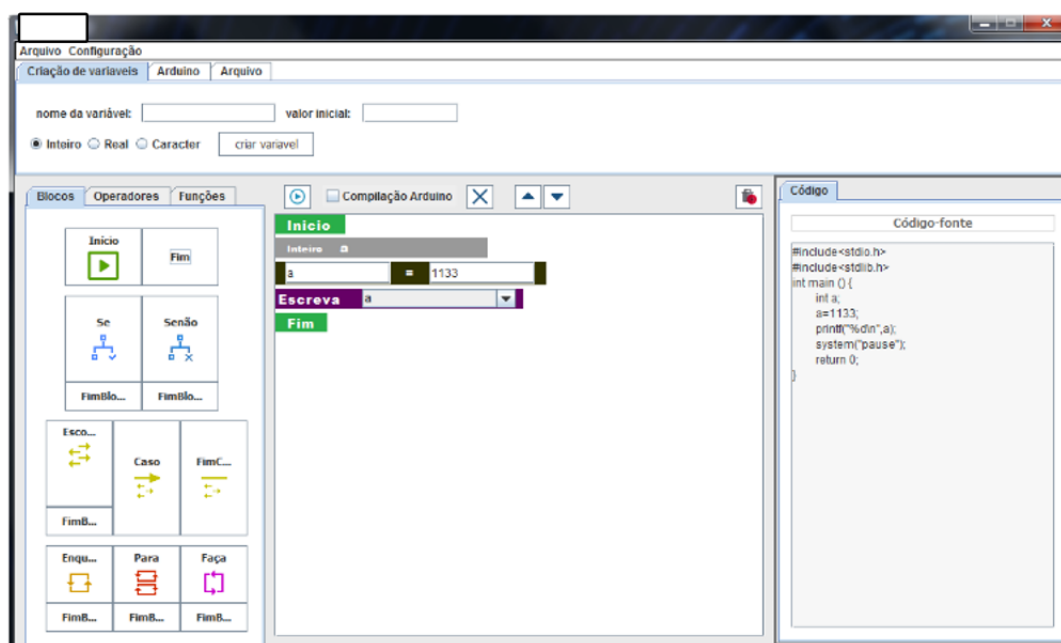 Arquivo Configuração
Criação de variaveis Arduino Arquivo
nome da variável: valor inicial:
Inteiro Real Caracter criar variavel
Blocos Operadores Funções
Início
Fim
Se Senão
FimBlo... FimBlo...
Esco...
Caso FimC...
FimB...
Enqu... Para Faça
FimB... FimB... FimB...
Compilação Arduino
Inicio
Inteiro a
a = 1133
Escreva a
Fim
Código
Código-fonte
#include<stdio.h>
#include<stdlib.h>
int main () {
int a;
a=1133;
printf("%d\n",a);
system("pause");
return 0;
}